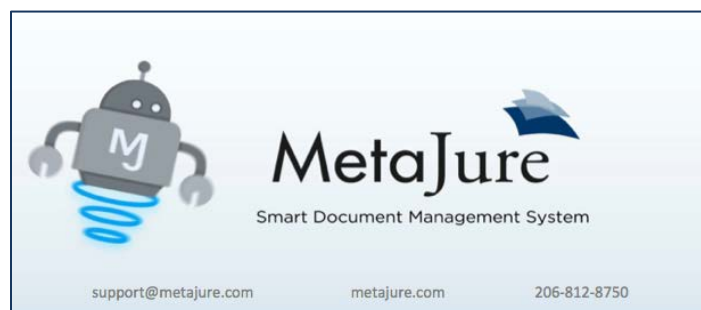 MJ
MetaJure
Smart Document Management System
support@metajure.com metajure.com 206-812-8750